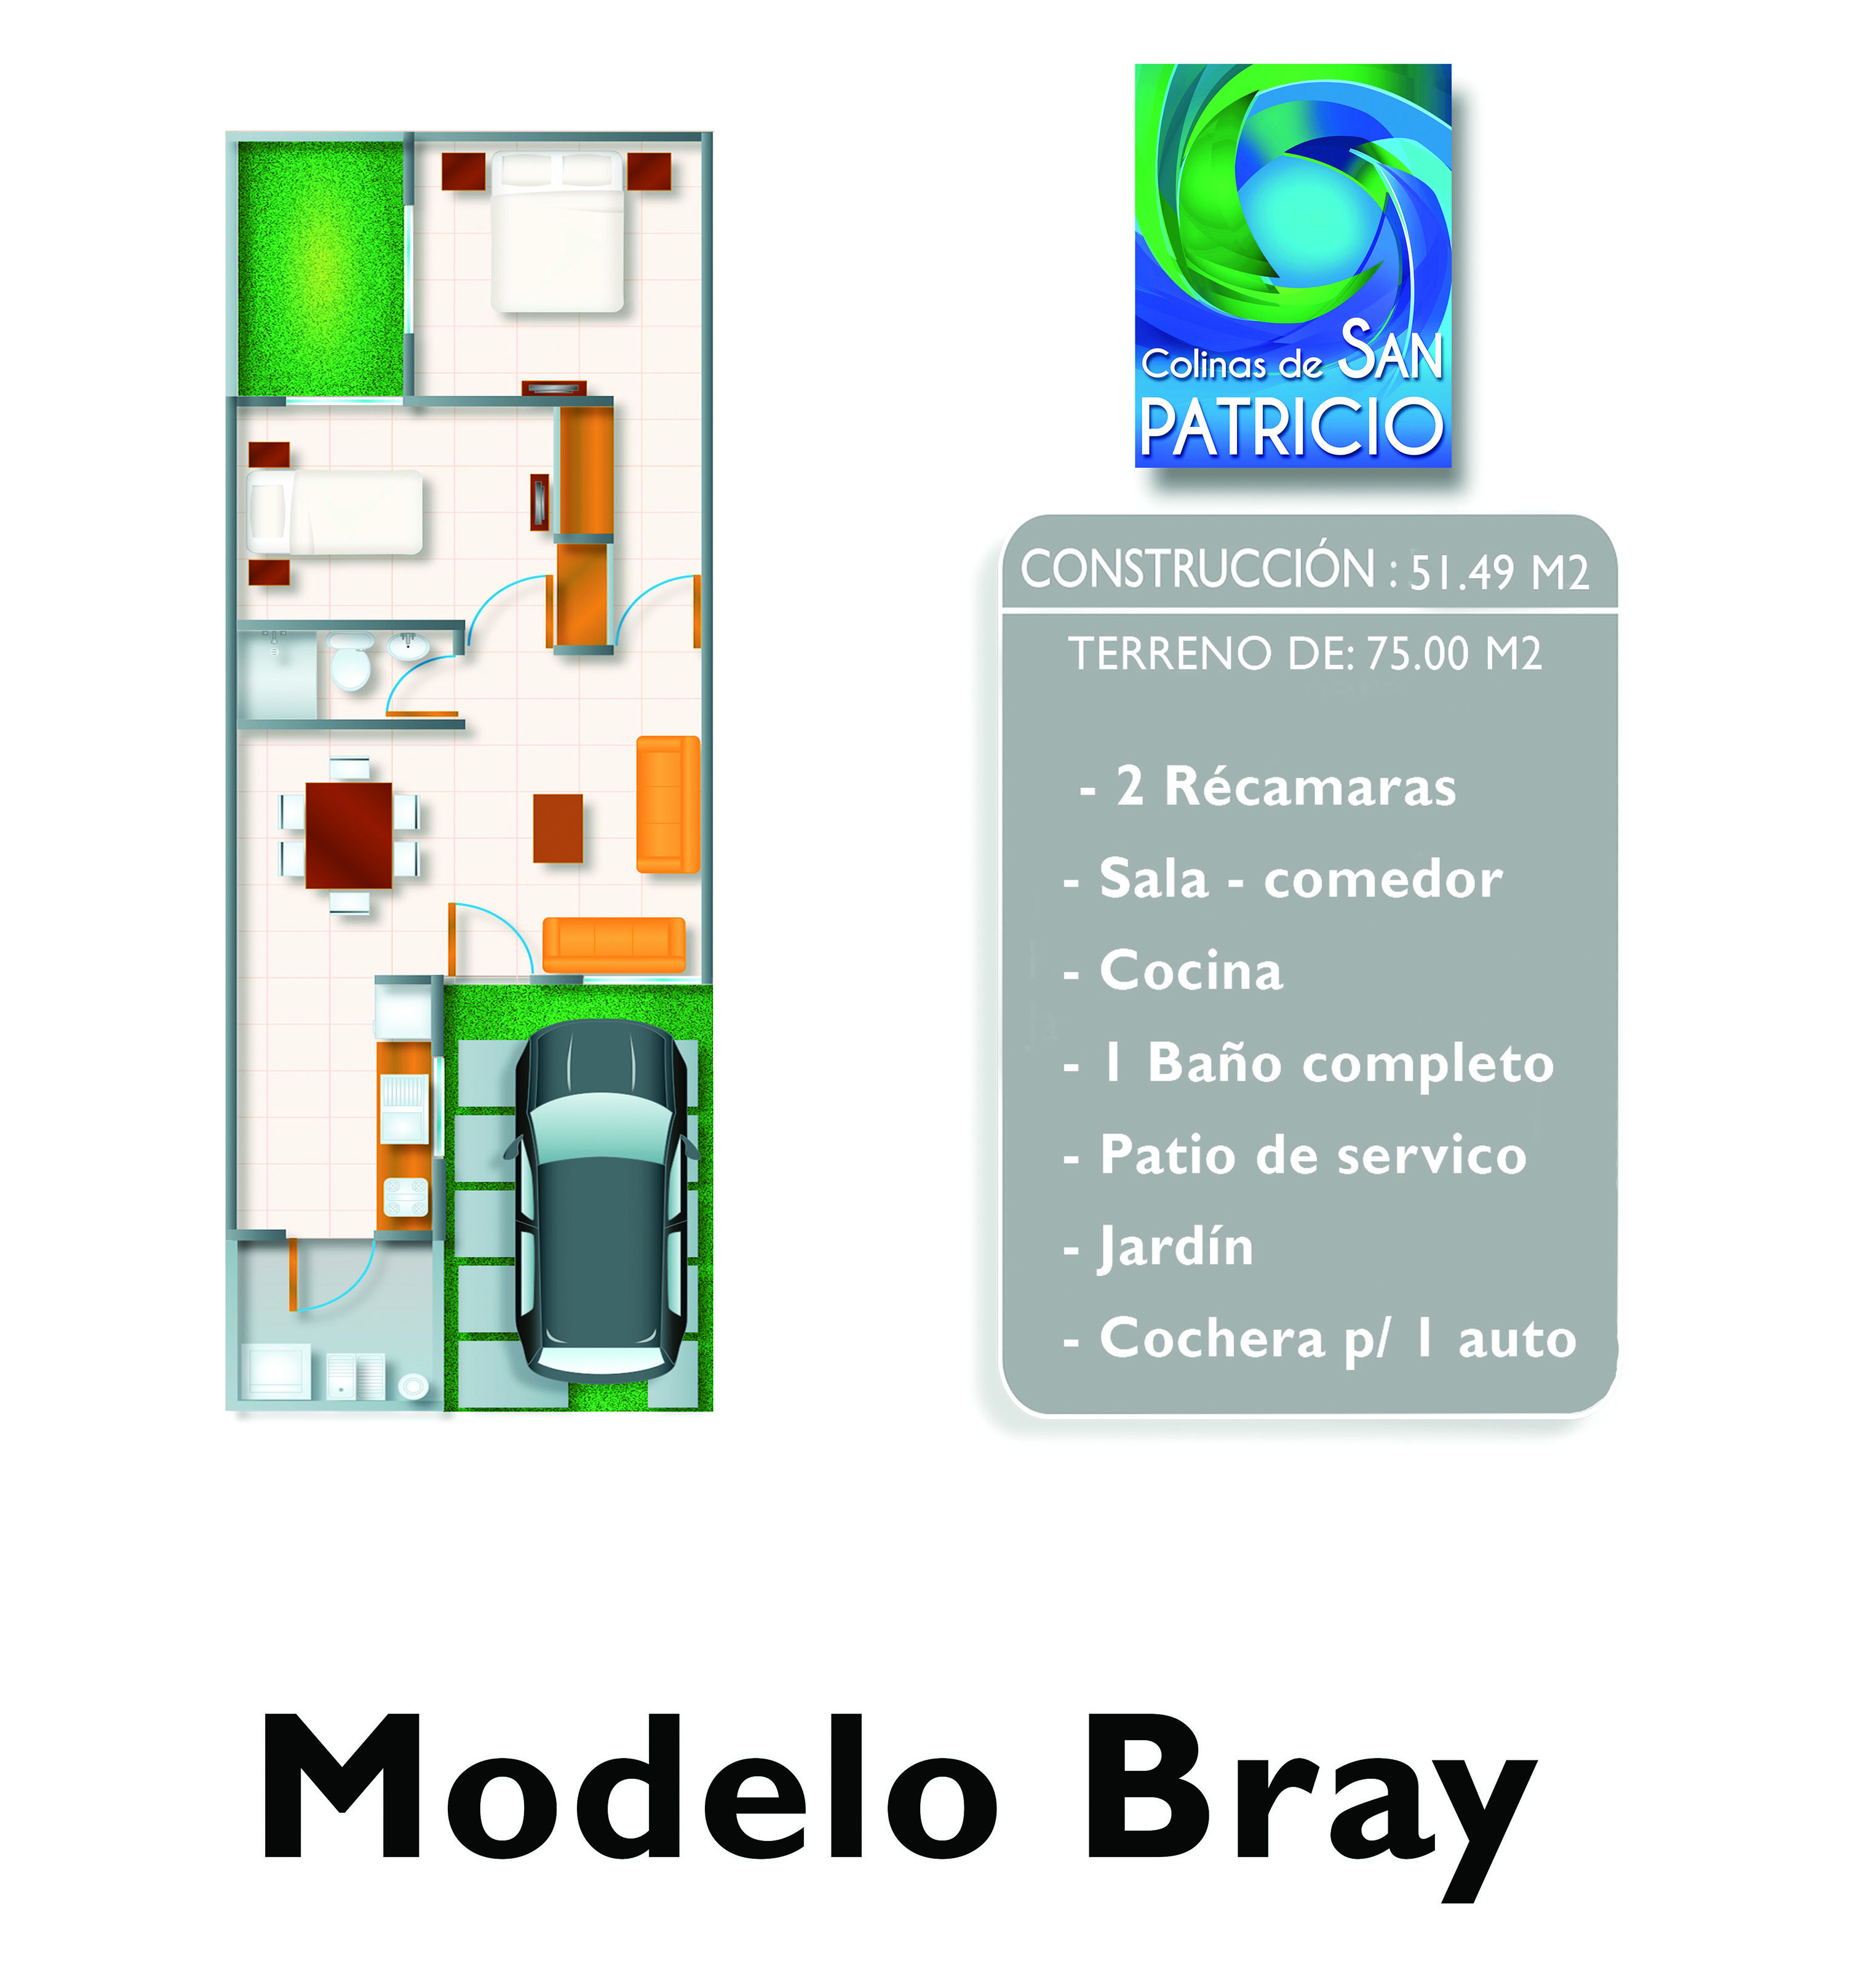 Colinas de SAN
PATRICIO
CONSTRUCCIÓN : 51.49 M2
TERRENO DE: 75.00 M2
- 2 Récamaras
- Sala - comedor
- Cocina
- 1 Baño completo
- Patio de servico
- Jardín
- Cochera p/ 1 auto
Modelo Bray